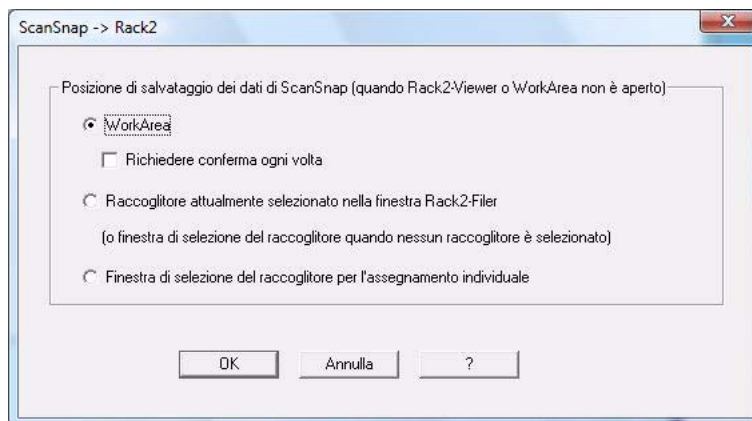 ScanSnap -> Rack2
Posizione di salvataggio dei dati di ScanSnap (quando Rack2-Viewer o WorkArea non è aperto)
WorkArea
Richiedere conferma ogni volta
Raccoglitore attualmente selezionato nella finestra Rack2-Filer
(o finestra di selezione del raccoglitore quando nessun raccoglitore è selezionato)
Finestra di selezione del raccoglitore per l'assegnamento individuale
OK Annulla ?